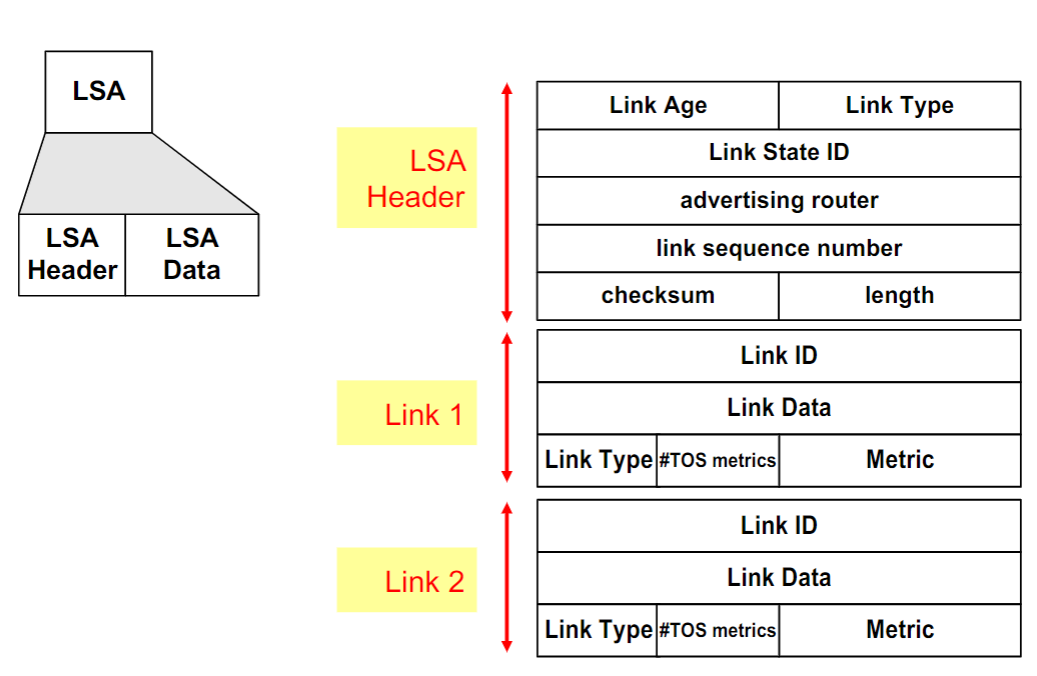 LSA
LSA
Header
LSA
Data
LSA
Header
Link Age
Link Type
Link State ID
advertising router
link sequence number
checksum
length
Link 1
Link ID
Link Data
Link Type
#TOS metrics
Metric
Link 2
Link ID
Link Data
Link Type
#TOS metrics
Metric